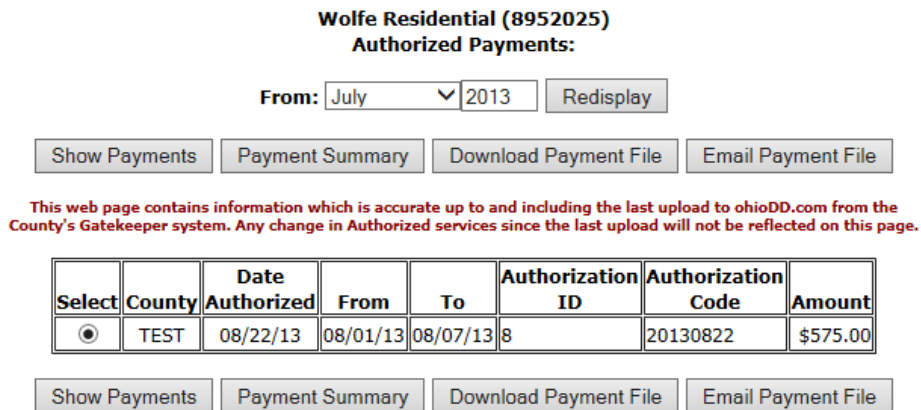 Wolfe Residential (8952025)
Authorized Payments:
From: July 2013 Redisplay
Show Payments Payment Summary Download Payment File Email Payment File
This web page contains information which is accurate up to and including the last upload to ohioDD.com from the
County's Gatekeeper system. Any change in Authorized services since the last upload will not be reflected on this page.
Select County Date Authorized From To Authorization ID Authorization Code Amount
TEST 08/22/13 08/01/13 08/07/13 8 20130822 $575.00
Show Payments Payment Summary Download Payment File Email Payment File